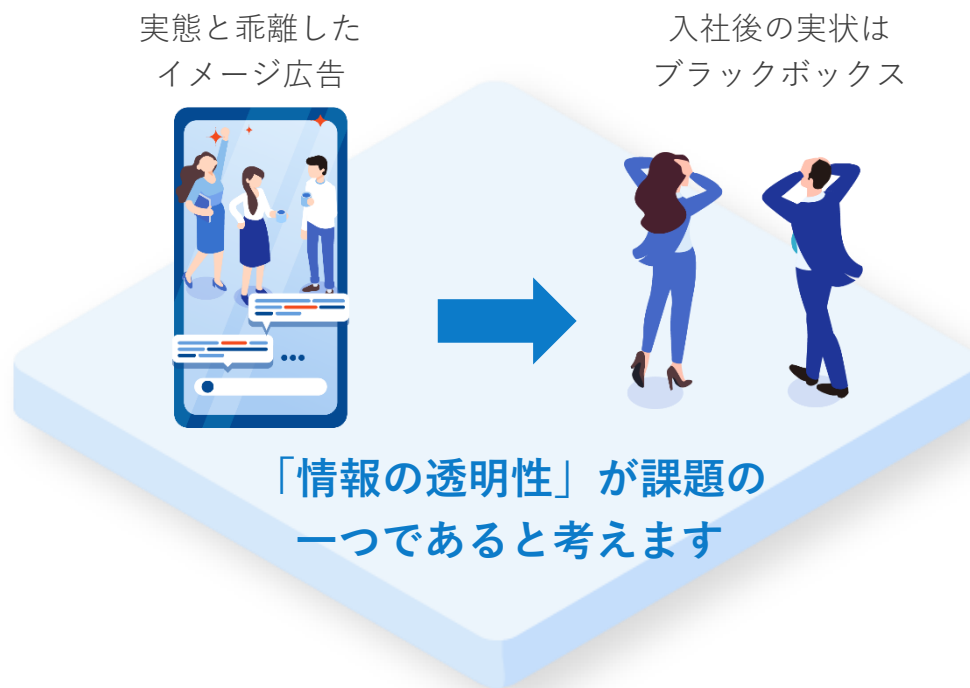 実態と乖離した
イメージ広告
入社後の実状は
ブラックボックス
「情報の透明性」が課題の
一つであると考えます